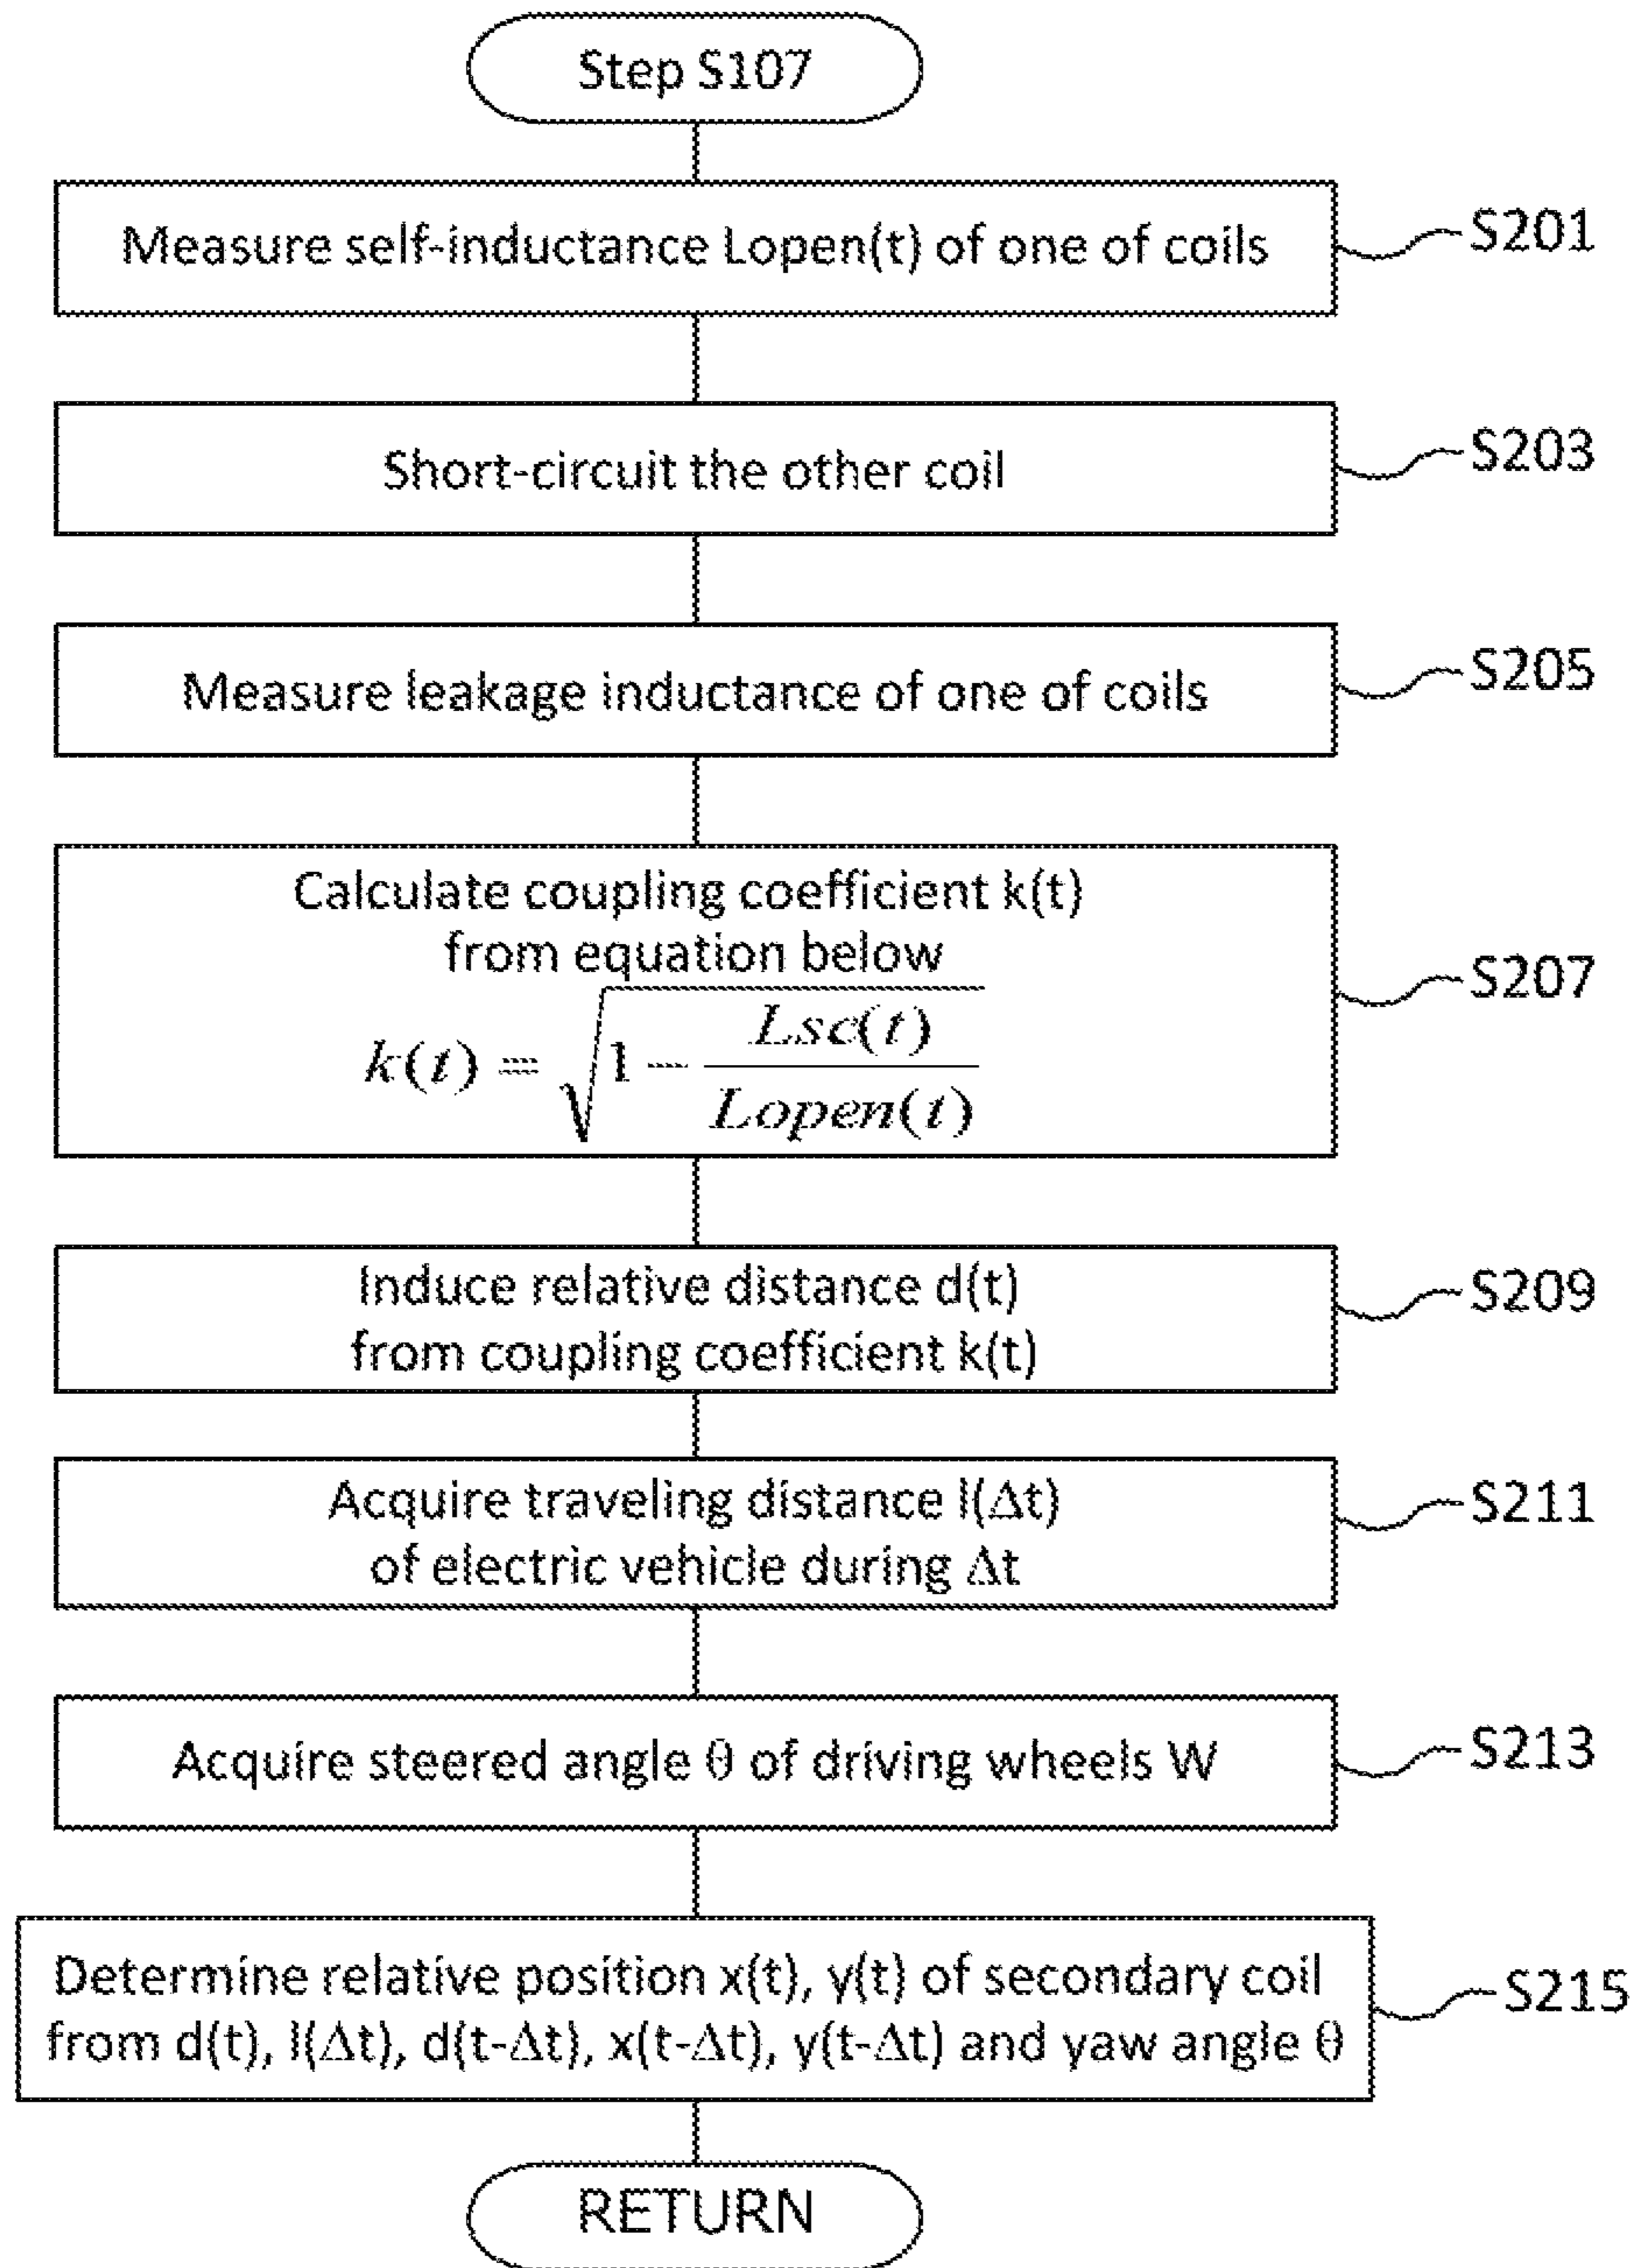 Step S107
Measure self-inductance Lopen(t) of one of coils
S201
Short-circuit the other coil
S203
Measure leakage inductance of one of coils
S205
Calculate coupling coefficient k(t)
from equation below
k(t) = √(1 - Lsc(t)/Lopen(t))
S207
Induce relative distance d(t)
from coupling coefficient k(t)
S209
Acquire traveling distance l(Δt)
of electric vehicle during Δt
S211
Acquire steered angle θ of driving wheels W
S213
Determine relative position x(t), y(t) of secondary coil
from d(t), l(Δt), d(t-Δt), x(t-Δt), y(t-Δt) and yaw angle θ
S215
RETURN